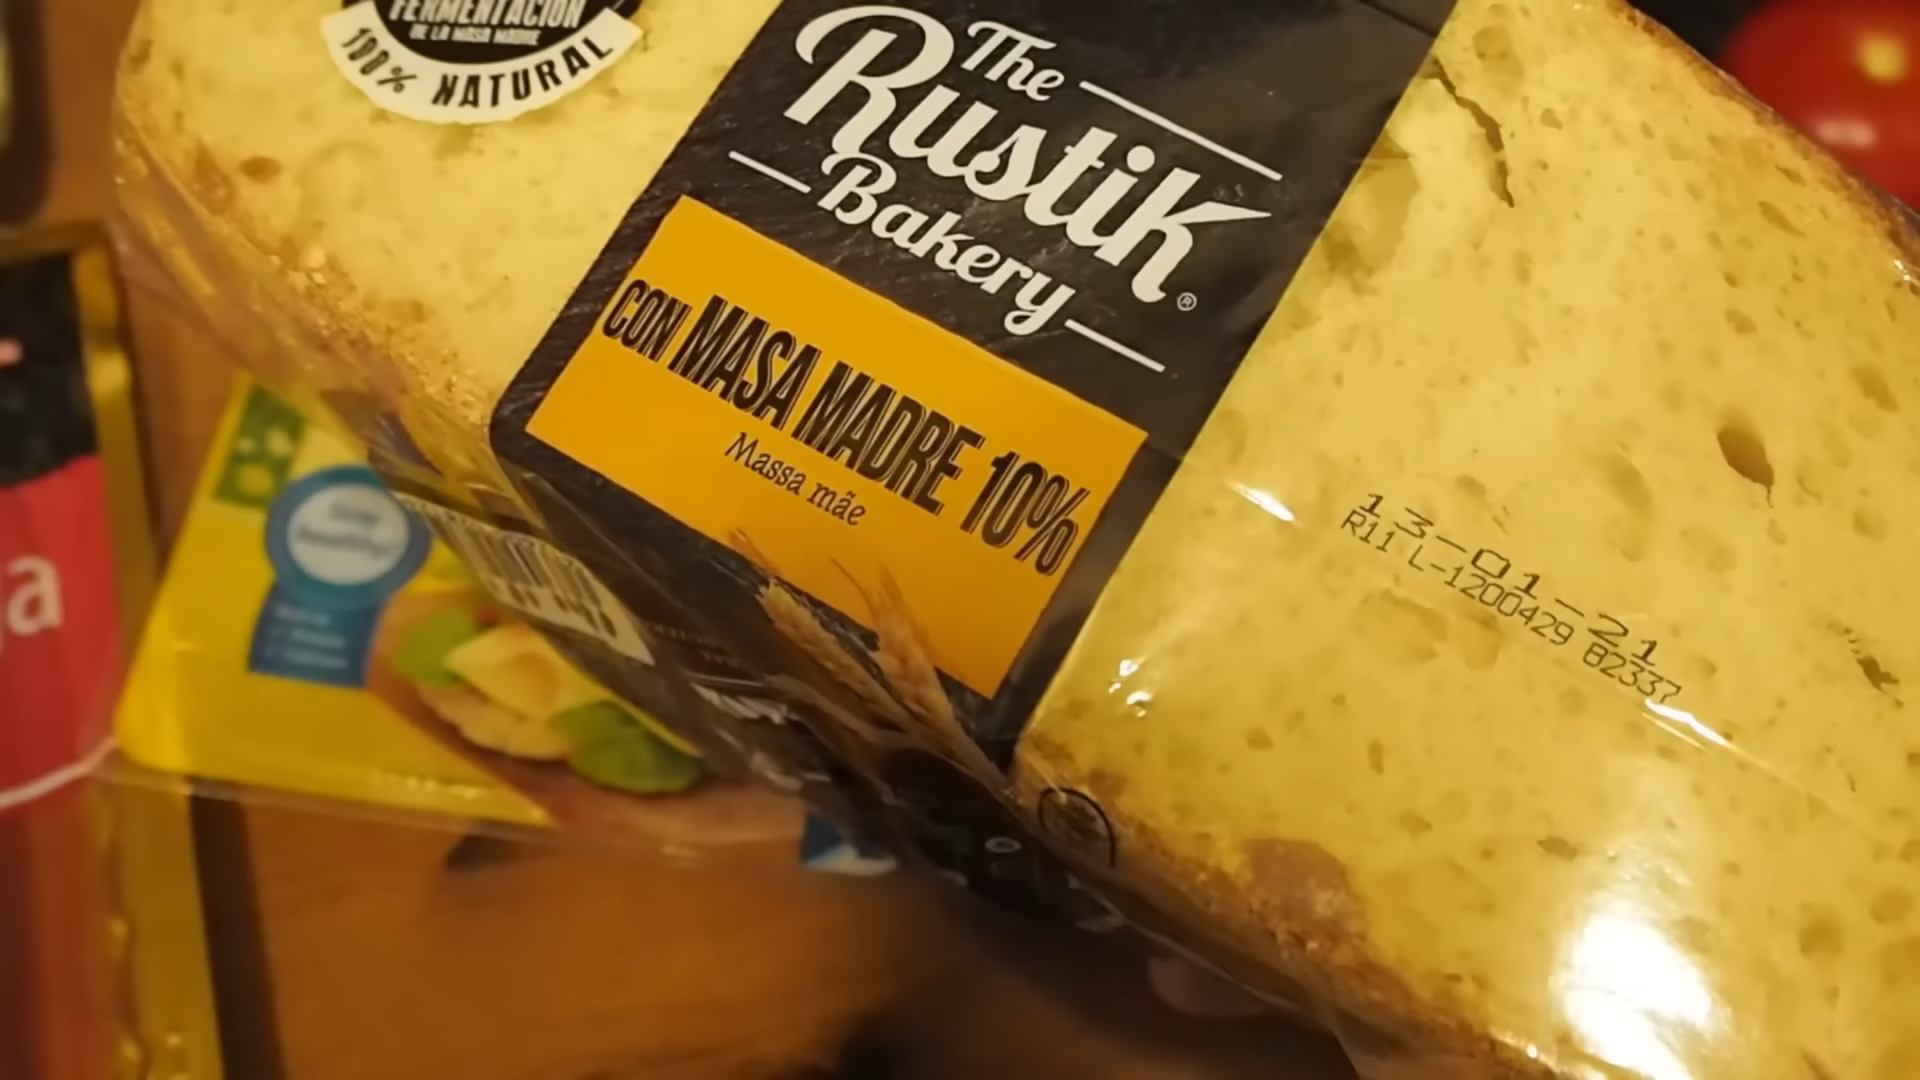 FERMENTACIÓN
DE LA MASA MADRE
100% NATURAL
The
Rustik
Bakery
®
CON MASA MADRE 10%
Massa mãe
13-01-21
R11 L-1200429 B2337
ga